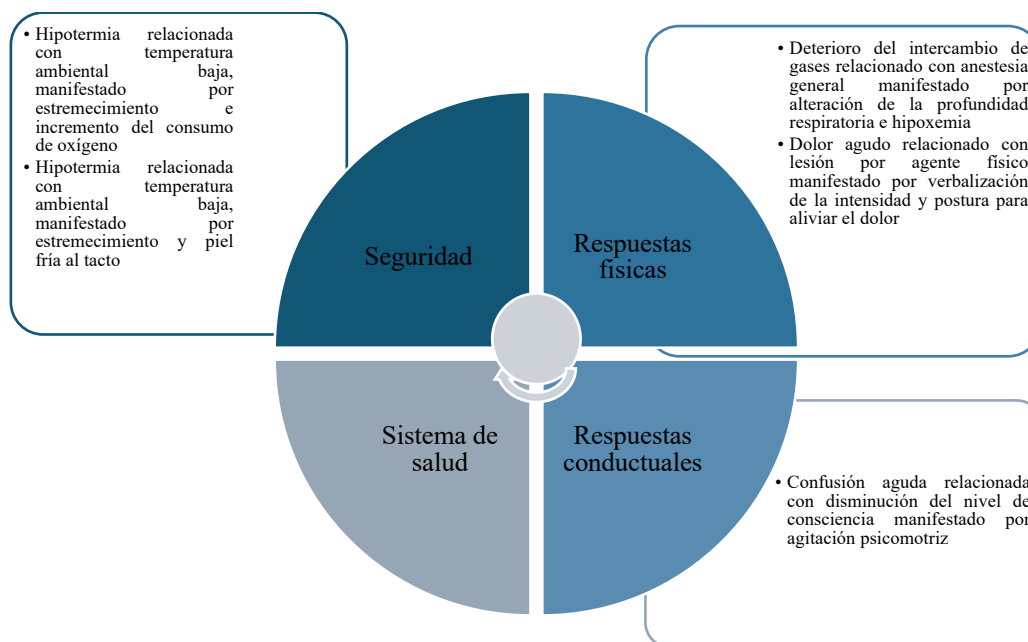 • Hipotermia relacionada
con temperatura
ambiental baja,
manifestado por
estremecimiento e
incremento del consumo
de oxígeno
• Hipotermia relacionada
con temperatura
ambiental baja,
manifestado por
estremecimiento y piel
fría al tacto
• Deterioro del intercambio de
gases relacionado con anestesia
general manifestado por
alteración de la profundidad
respiratoria e hipoxemia
• Dolor agudo relacionado con
lesión por agente físico
manifestado por verbalización
de la intensidad y postura para
aliviar el dolor
Seguridad
Respuestas
fisicas
Sistema de
salud
Respuestas
conductuales
• Confusión aguda relacionada
con disminución del nivel de
consciencia manifestado por
agitación psicomotriz